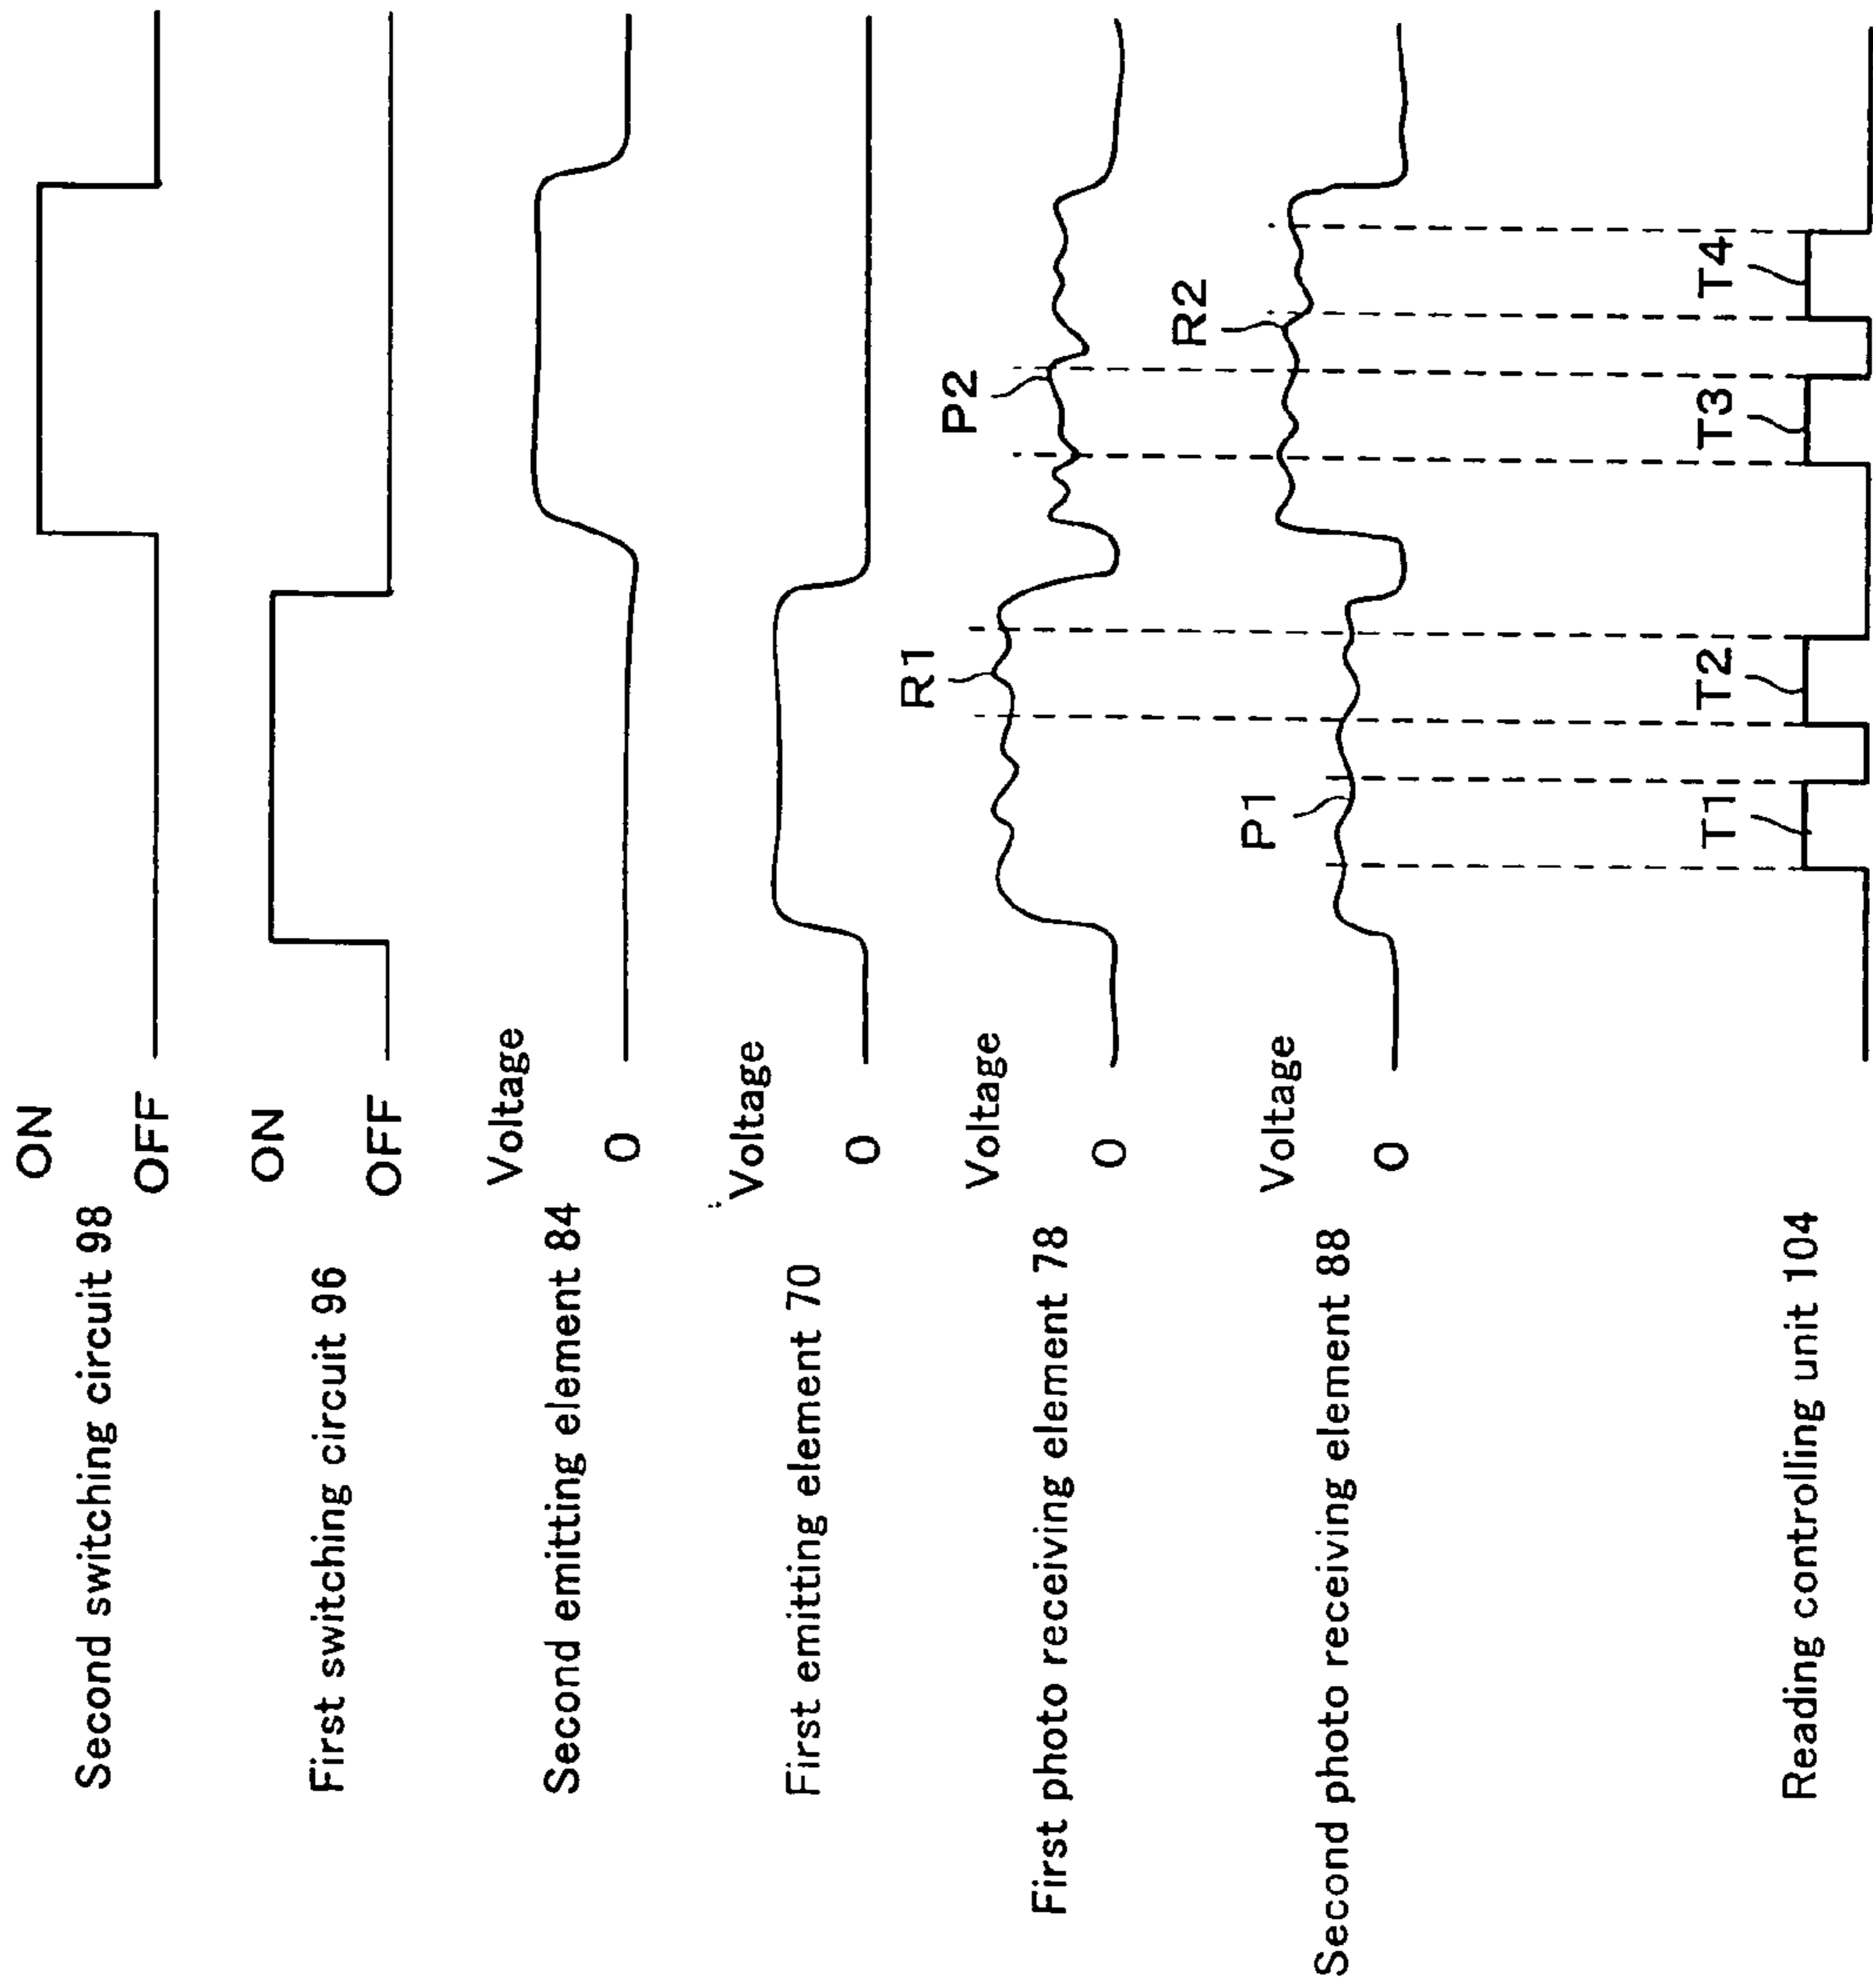 Second switching circuit 98
ON
OFF
First switching circuit 96
ON
OFF
Second emitting element 84
Voltage
0
First emitting element 70
Voltage
0
First photo receiving element 78
Voltage
0
R1
P2
Second photo receiving element 88
Voltage
0
P1
R2
Reading controlling unit 104
T1
T2
T3
T4